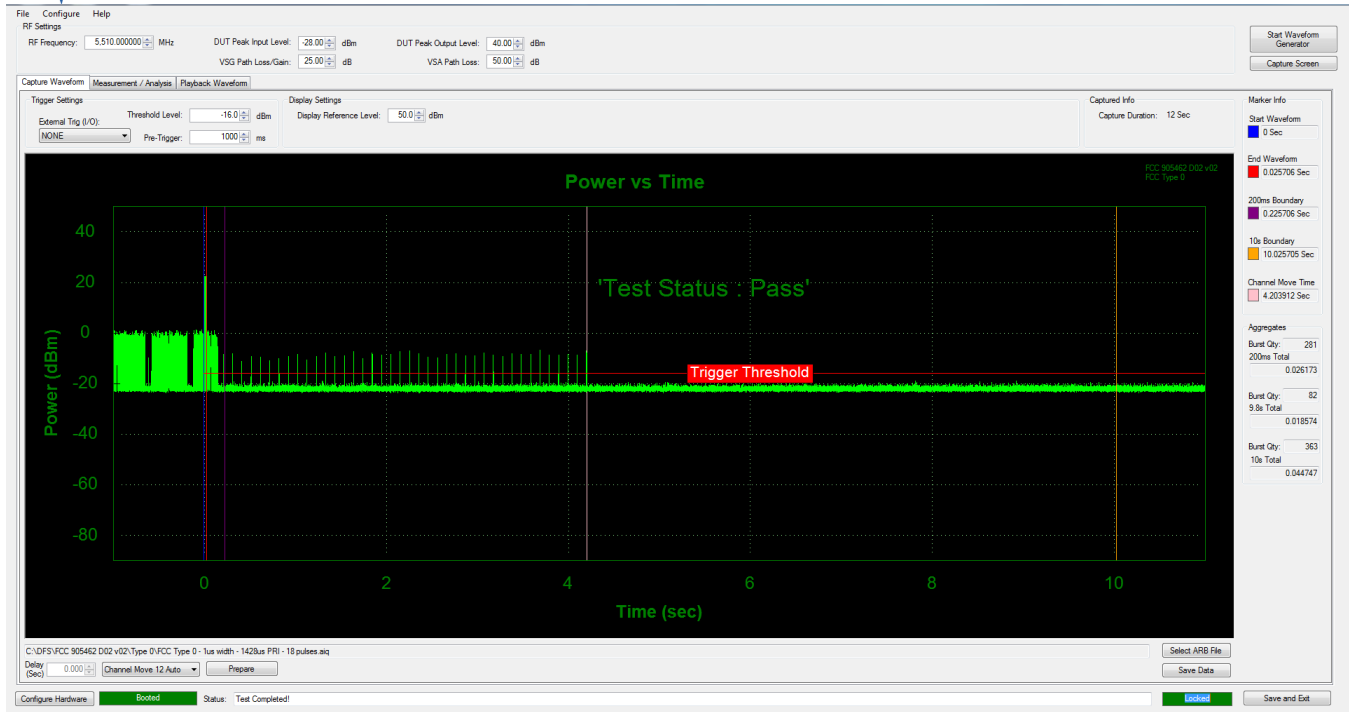 File Configure Help
RF Settings
RF Frequency: 5,510.000000 MHz DUT Peak Input Level: -28.00 dBm DUT Peak Output Level: 40.00 dBm
VSG Path Loss/Gain: 25.00 dB VSA Path Loss: 50.00 dB
Start Waveform
Generator
Capture Screen
Capture Waveform Measurement / Analysis Playback Waveform
Trigger Settings
External Trig (I/O): Threshold Level: -16.0 dBm
NONE Pre-Trigger: 1000 ms
Display Settings
Display Reference Level: 50.0 dBm
Captured Info
Capture Duration: 12 Sec
Marker Info
Start Waveform
0 Sec
End Waveform
0.025706 Sec
200ms Boundary
0.225706 Sec
10s Boundary
10.025705 Sec
Channel Move Time
4.203912 Sec
Aggregates
Burst Qty: 281
200ms Total
0.026173
Burst Qty: 82
9.8s Total
0.018574
Burst Qty: 363
10s Total
0.044747
FCC 905462 D02 v02
FCC Type 0
Power vs Time
'Test Status : Pass'
Trigger Threshold
Power (dBm)
40
20
0
-20
-40
-60
-80
0 2 4 6 8 10
Time (sec)
C:\DFS\FCC 905462 D02 v02\Type 0\FCC Type 0 - 1us width - 1428us PRI - 18 pulses.aiq
Select ARB File
Delay
(Sec) 0.000 Channel Move 12 Auto Prepare
Save Data
Configure Hardware Booted Status: Test Completed! Locked Save and Exit